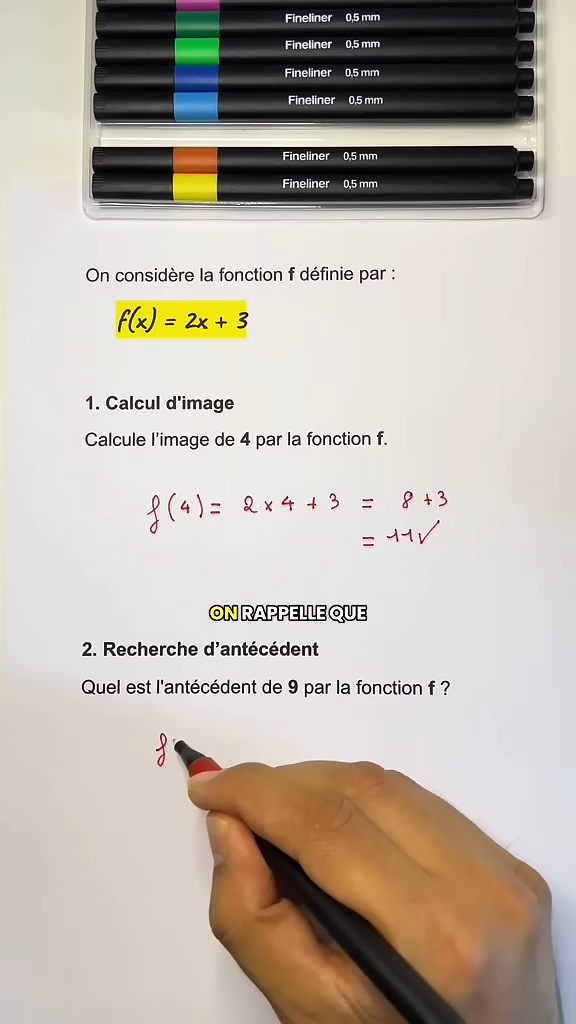 Fineliner 0,5 mm
Fineliner 0,5 mm
Fineliner 0,5 mm
Fineliner 0,5 mm
Fineliner 0,5 mm
Fineliner 0,5 mm
On considère la fonction f définie par :
f(x) = 2x + 3
1. Calcul d'image
Calcule l'image de 4 par la fonction f.
f(4) = 2 × 4 + 3 = 8 + 3
= 11 ✓
ON RAPPELLE QUE
2. Recherche d'antécédent
Quel est l'antécédent de 9 par la fonction f ?
f